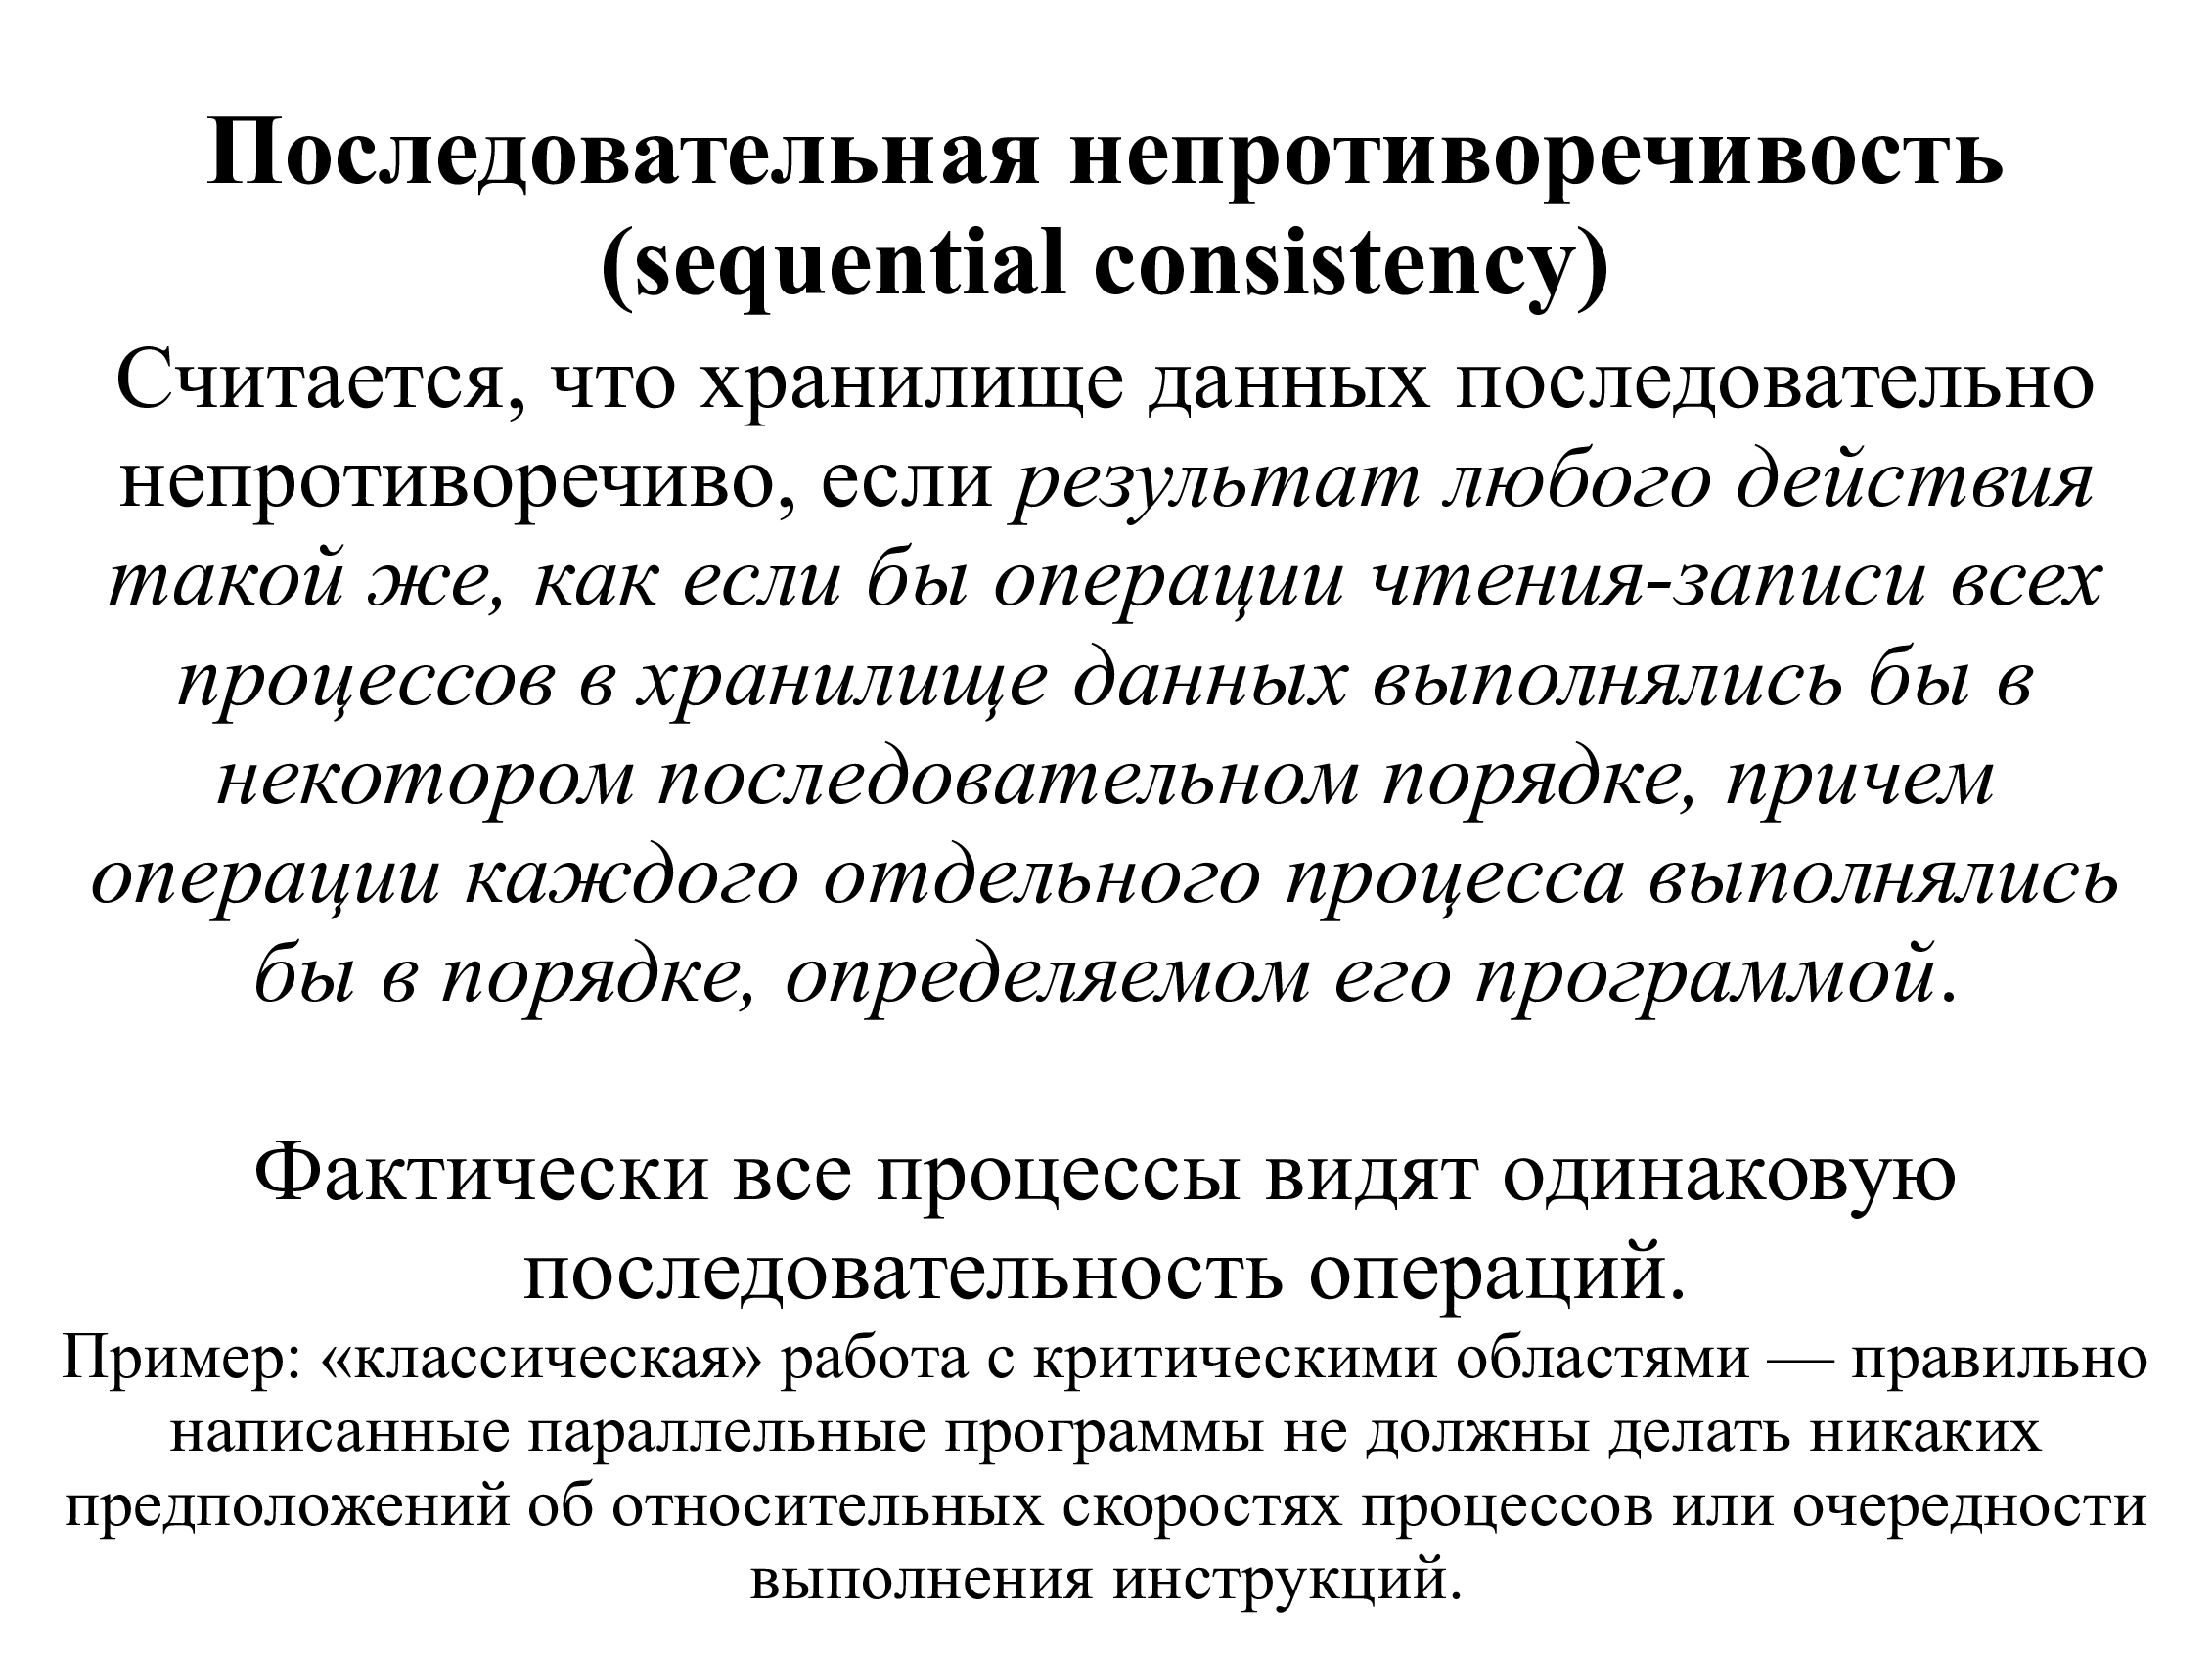 Последовательная непротиворечивость
(sequential consistency)
Считается, что хранилище данных последовательно
непротиворечиво, если результат любого действия
такой же, как если бы операции чтения-записи всех
процессов в хранилище данных выполнялись бы в
некотором последовательном порядке, причем
операции каждого отдельного процесса выполнялись
бы в порядке, определяемом его программой.
Фактически все процессы видят одинаковую
последовательность операций.
Пример: «классическая» работа с критическими областями — правильно
написанные параллельные программы не должны делать никаких
предположений об относительных скоростях процессов или очередности
выполнения инструкций.